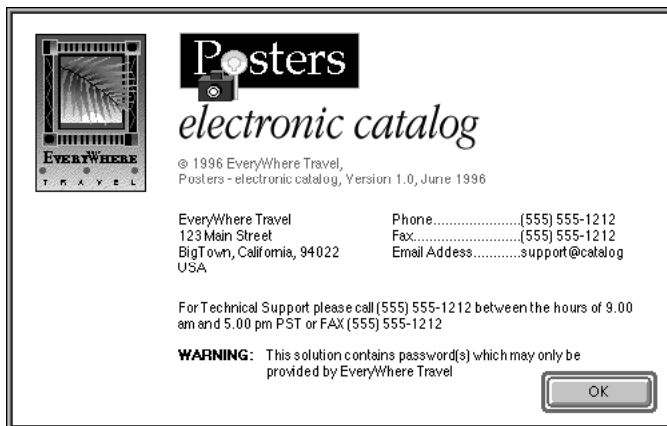 Posters
electronic catalog
EVERYWHERE
TRAVEL
© 1996 EveryWhere Travel,
Posters - electronic catalog, Version 1.0, June 1996
EveryWhere Travel
123 Main Street
BigTown, California, 94022
USA
Phone......................(555) 555-1212
Fax...........................(555) 555-1212
Email Addess............support@catalog
For Technical Support please call (555) 555-1212 between the hours of 9.00
am and 5.00 pm PST or FAX (555) 555-1212
WARNING: This solution contains password(s) which may only be
provided by EveryWhere Travel
OK